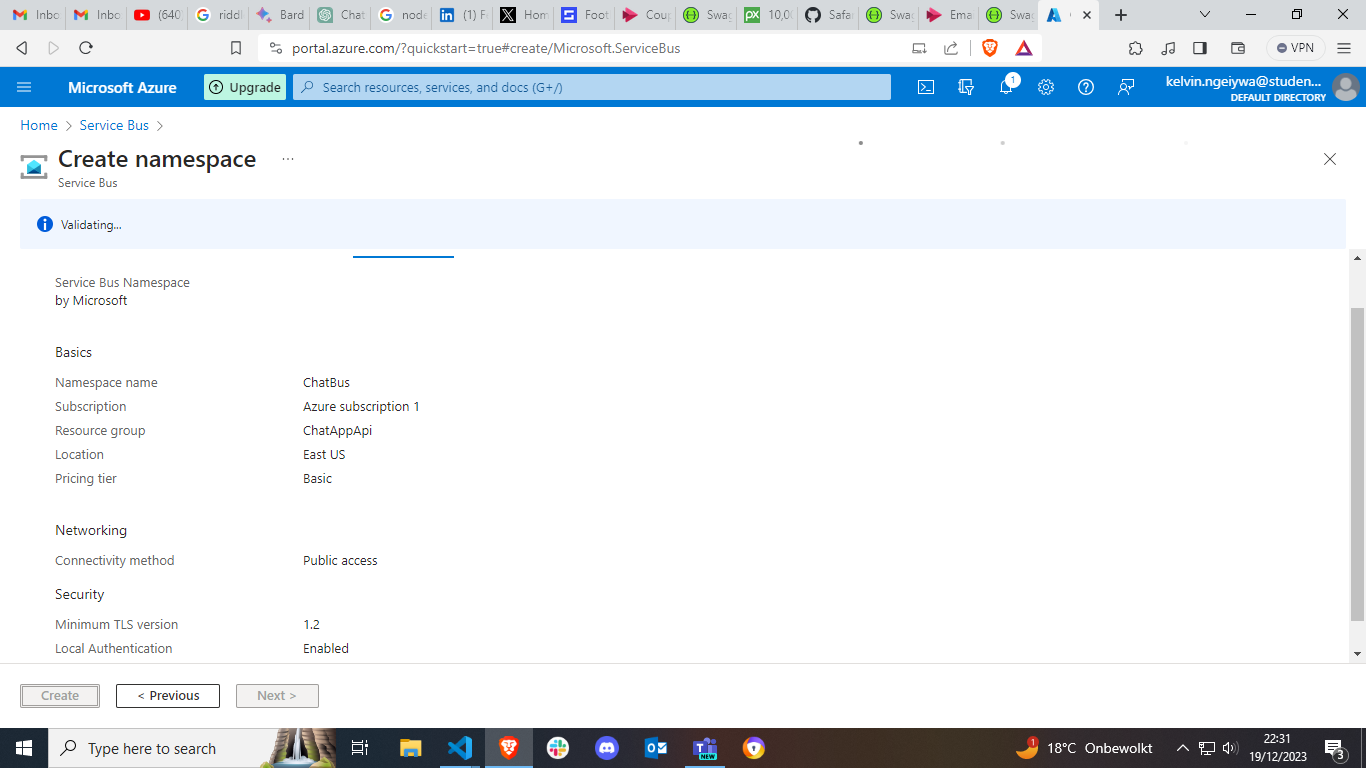 Inbo
Inbo
(640
riddl
Bard
Chat
node
(1) F
Hom
Foot
Coup
Swag
10,00
Safa
Swag
Ema
Swag
portal.azure.com/?quickstart=true#create/Microsoft.ServiceBus
VPN
Microsoft Azure
Upgrade
Search resources, services, and docs (G+/)
1
kelvin.ngeiywa@studen...
DEFAULT DIRECTORY
Home > Service Bus >
Create namespace ...
Service Bus
Validating...
Service Bus Namespace
by Microsoft
Basics
Namespace name ChatBus
Subscription Azure subscription 1
Resource group ChatAppApi
Location East US
Pricing tier Basic
Networking
Connectivity method Public access
Security
Minimum TLS version 1.2
Local Authentication Enabled
Create
< Previous
Next >
Type here to search
NEW
1
18°C Onbewolkt
22:31
19/12/2023
3